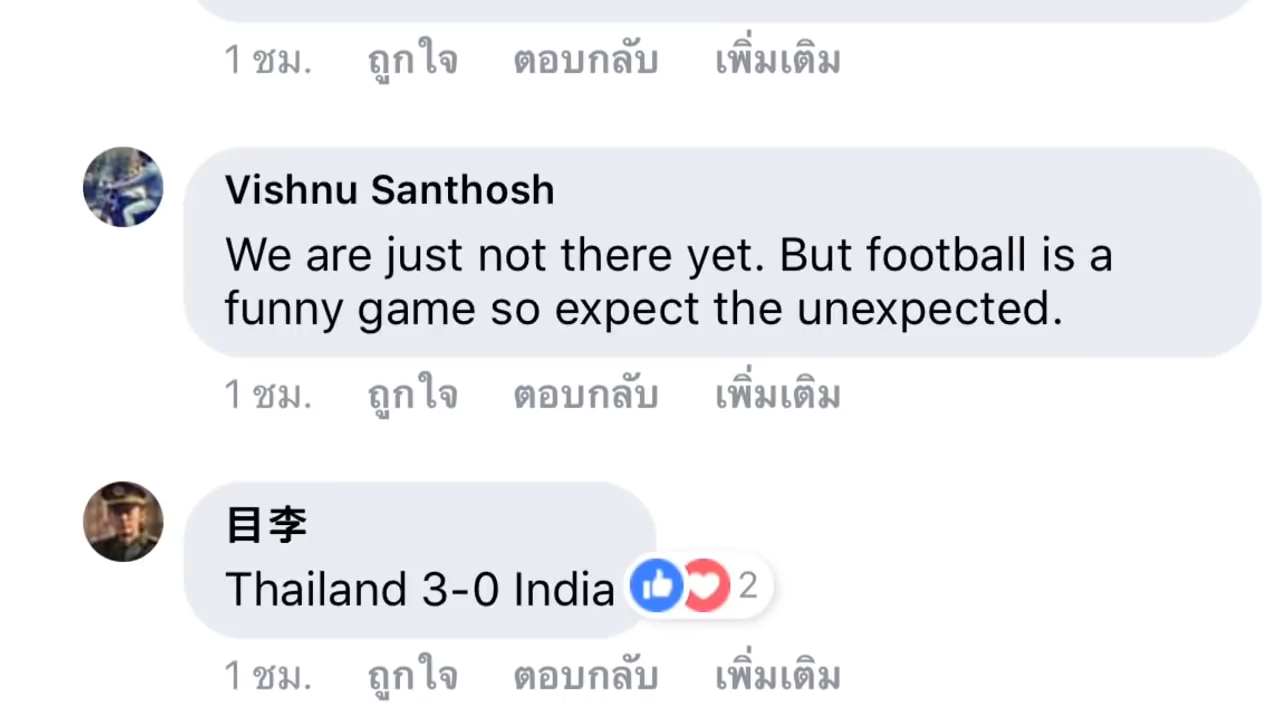 1 ชม. ถูกใจ ตอบกลับ เพิ่มเติม
Vishnu Santhosh
We are just not there yet. But football is a
funny game so expect the unexpected.
1 ชม. ถูกใจ ตอบกลับ เพิ่มเติม
目李
Thailand 3-0 India 2
1 ชม. ถูกใจ ตอบกลับ เพิ่มเติม